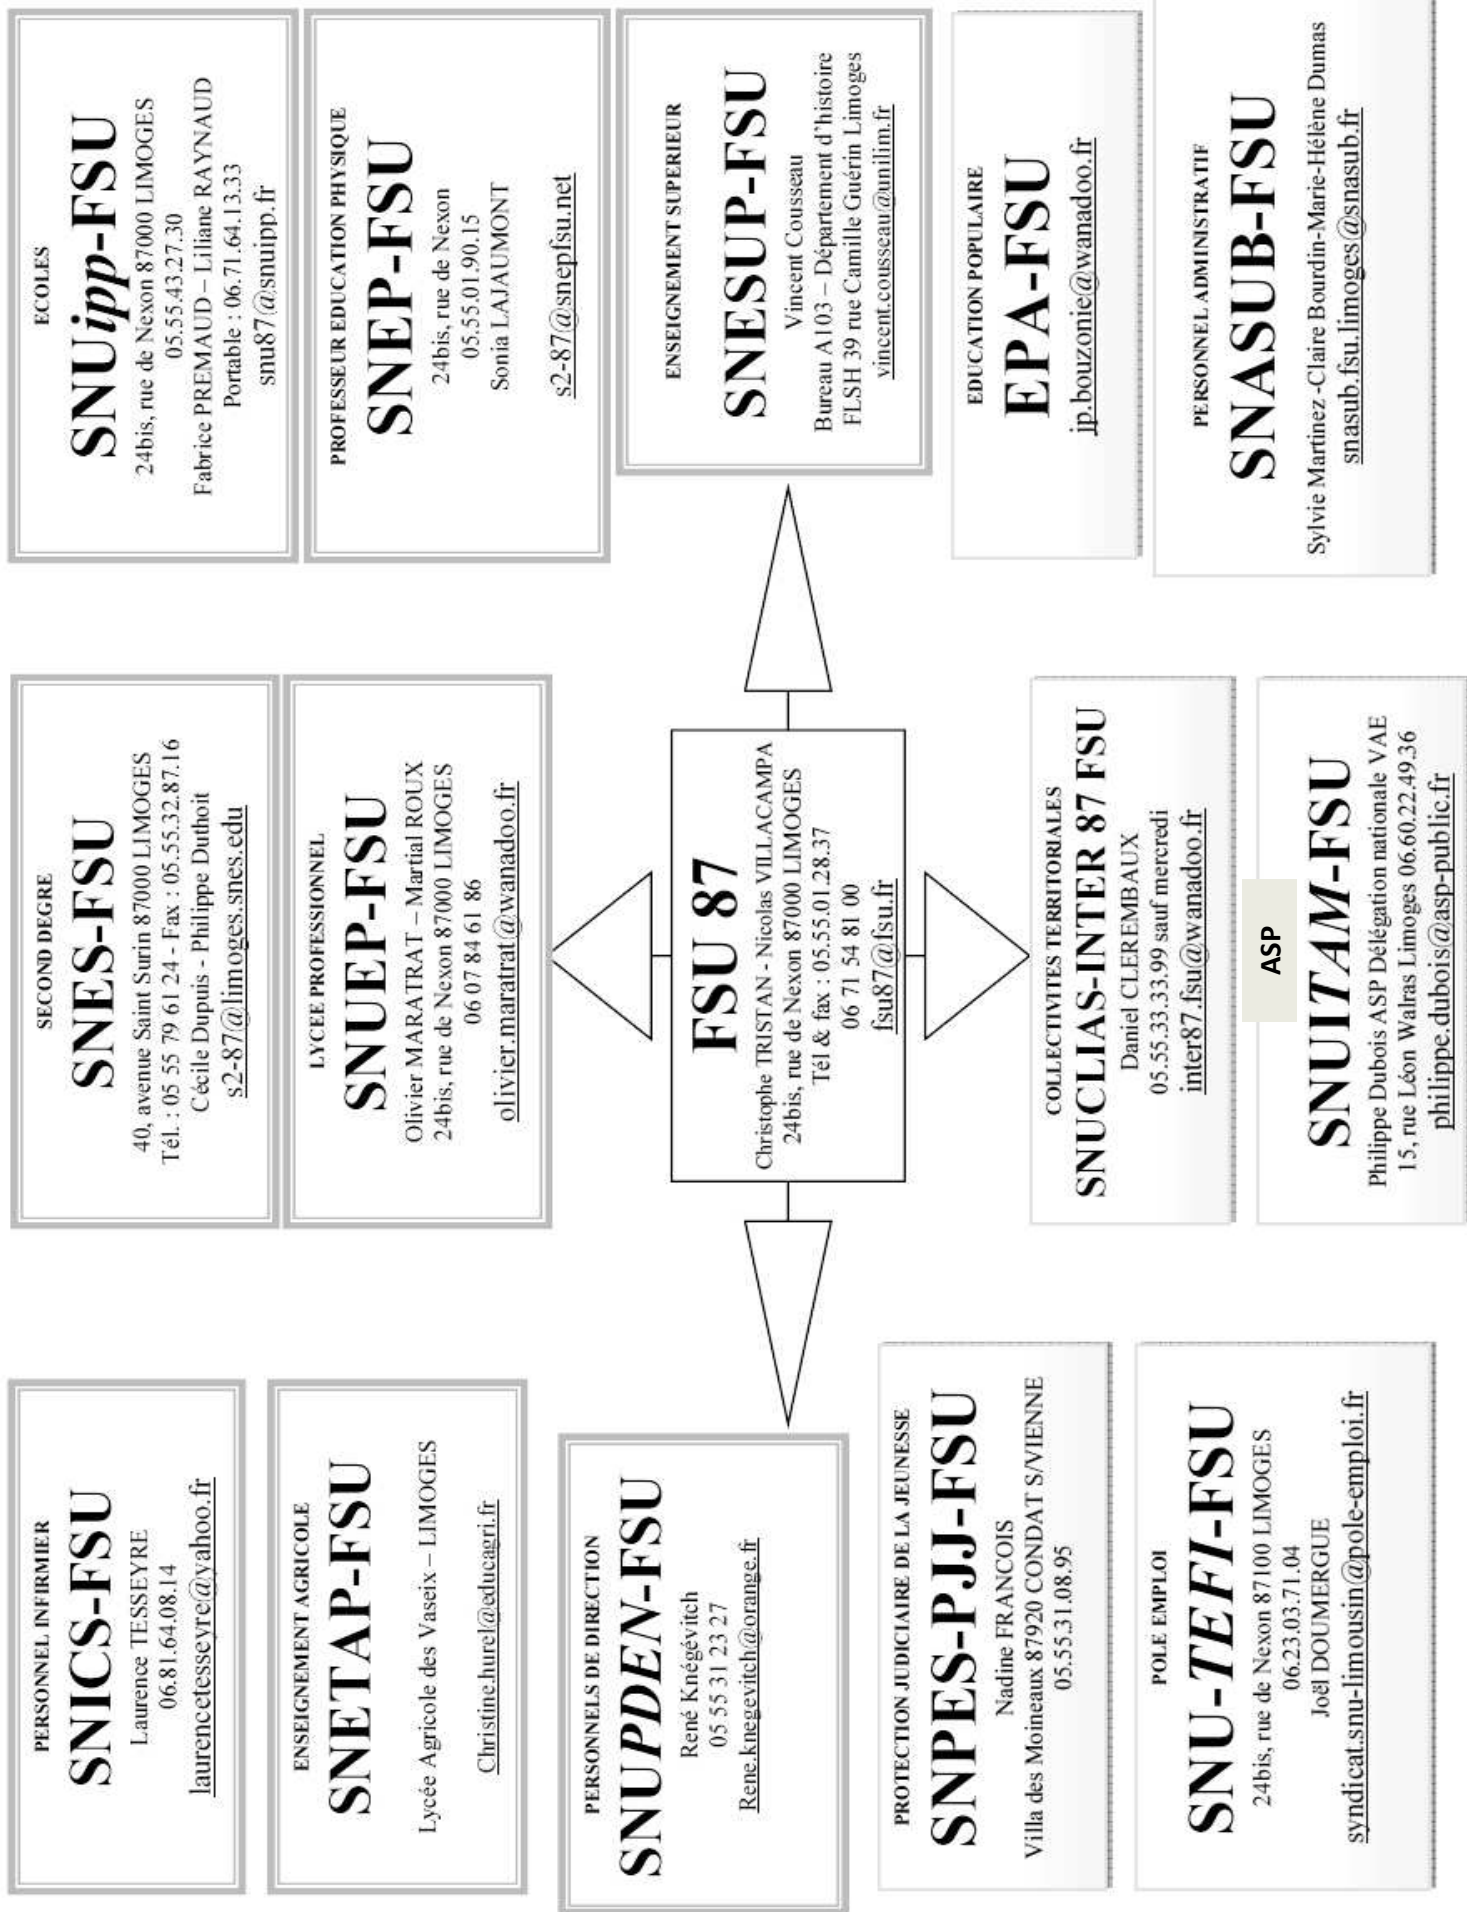 PERSONNEL INFIRMIER
SNICS-FSU
Laurence TESSEYRE
06.81.64.08.14
laurencetesseyre@yahoo.fr
ENSEIGNEMENT AGRICOLE
SNETAP-FSU
Lycée Agricole des Vaseix – LIMOGES
Christine.hurel@educagri.fr
PERSONNELS DE DIRECTION
SNUPDEN-FSU
René Knégévitch
05 55 31 23 27
Rene.knegevitch@orange.fr
PROTECTION JUDICIAIRE DE LA JEUNESSE
SNPES-PJJ-FSU
Nadine FRANCOIS
Villa des Moineaux 87920 CONDAT S/VIENNE
05.55.31.08.95
POLE EMPLOI
SNU-TEFI-FSU
24bis, rue de Nexon 87100 LIMOGES
06.23.03.71.04
Joël DOUMERGUE
syndicat.snu-limousin@pole-emploi.fr
SECOND DEGRE
SNES-FSU
40, avenue Saint Surin 87000 LIMOGES
Tél. : 05 55 79 61 24 - Fax : 05.55.32.87.16
Cécile Dupuis - Philippe Duthoit
s2-87@limoges.snes.edu
LYCEE PROFESSIONNEL
SNUEP-FSU
Olivier MARATRAT – Martial ROUX
24bis, rue de Nexon 87000 LIMOGES
06 07 84 61 86
olivier.maratrat@wanadoo.fr
FSU 87
Christophe TRISTAN - Nicolas VILLACAMPA
24bis, rue de Nexon 87000 LIMOGES
Tél & fax : 05.55.01.28.37
06 71 54 81 00
fsu87@fsu.fr
COLLECTIVITES TERRITORIALES
SNUCLIAS-INTER 87 FSU
Daniel CLEREMBAUX
05.55.33.33.99 sauf mercredi
inter87.fsu@wanadoo.fr
ASP
SNUITAM-FSU
Philippe Dubois ASP Délégation nationale VAE
15, rue Léon Walras Limoges 06.60.22.49.36
philippe.dubois@asp-public.fr
ECOLES
SNUipp-FSU
24bis, rue de Nexon 87000 LIMOGES
05.55.43.27.30
Fabrice PREMAUD – Liliane RAYNAUD
Portable : 06.71.64.13.33
snu87@snuipp.fr
PROFESSEUR EDUCATION PHYSIQUE
SNEP-FSU
24bis, rue de Nexon
05.55.01.90.15
Sonia LAJAUMONT
s2-87@snepfsu.net
ENSEIGNEMENT SUPERIEUR
SNESUP-FSU
Vincent Cousseau
Bureau A103 – Département d'histoire
FLSH 39 rue Camille Guérin Limoges
vincent.cousseau@unilim.fr
EDUCATION POPULAIRE
EPA-FSU
jp.bouzonie@wanadoo.fr
PERSONNEL ADMINISTRATIF
SNASUB-FSU
Sylvie Martinez -Claire Bourdin-Marie-Hélène Dumas
snasub.fsu.limoges@snasub.fr